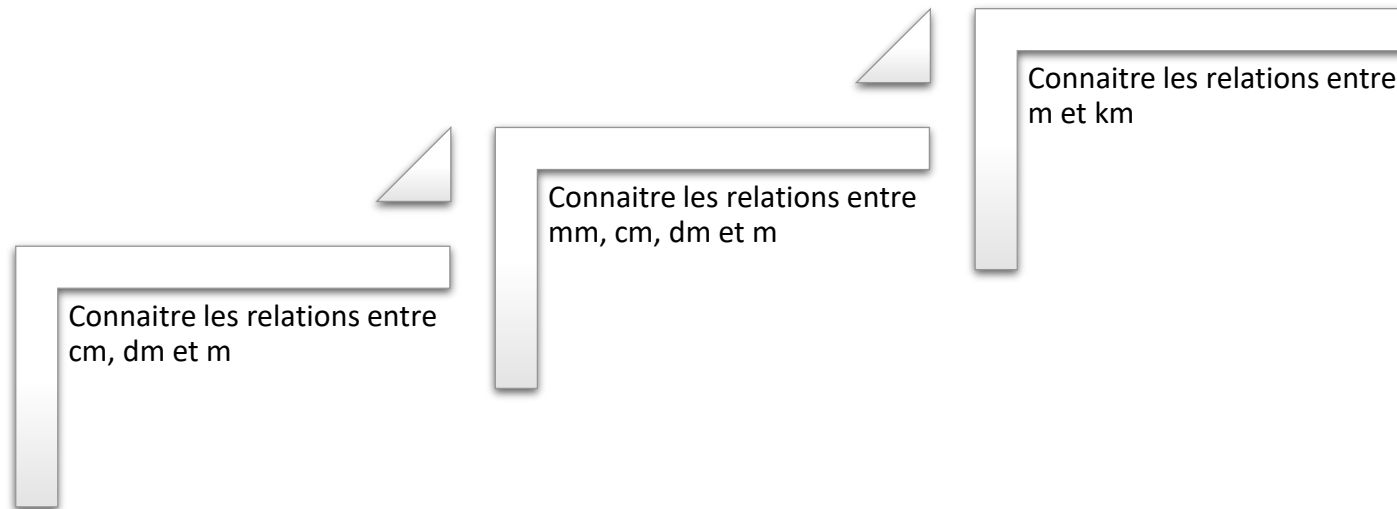 Connaitre les relations entre
cm, dm et m
Connaitre les relations entre
mm, cm, dm et m
Connaitre les relations entre
m et km